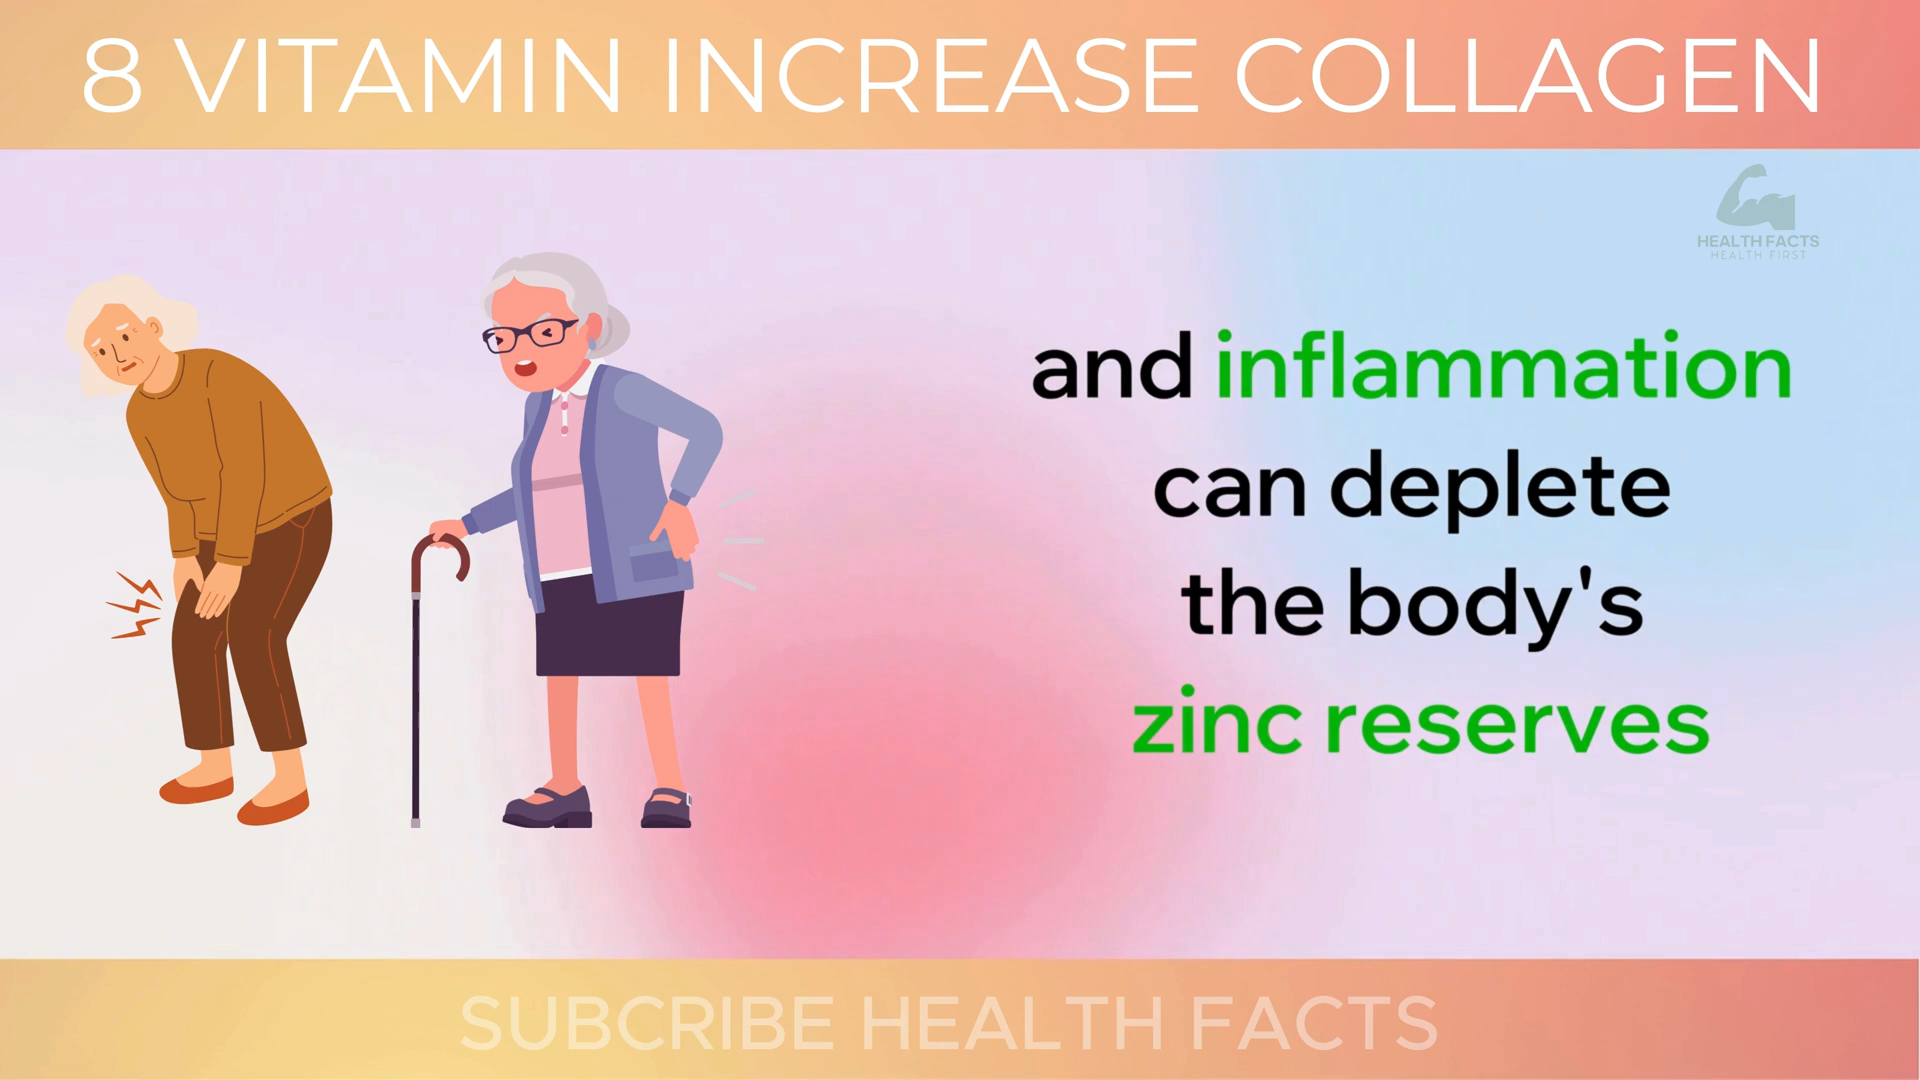 8 VITAMIN INCREASE COLLAGEN
HEALTH FACTS
HEALTH FIRST
and inflammation
can deplete
the body's
zinc reserves
SUBCRIBE HEALTH FACTS